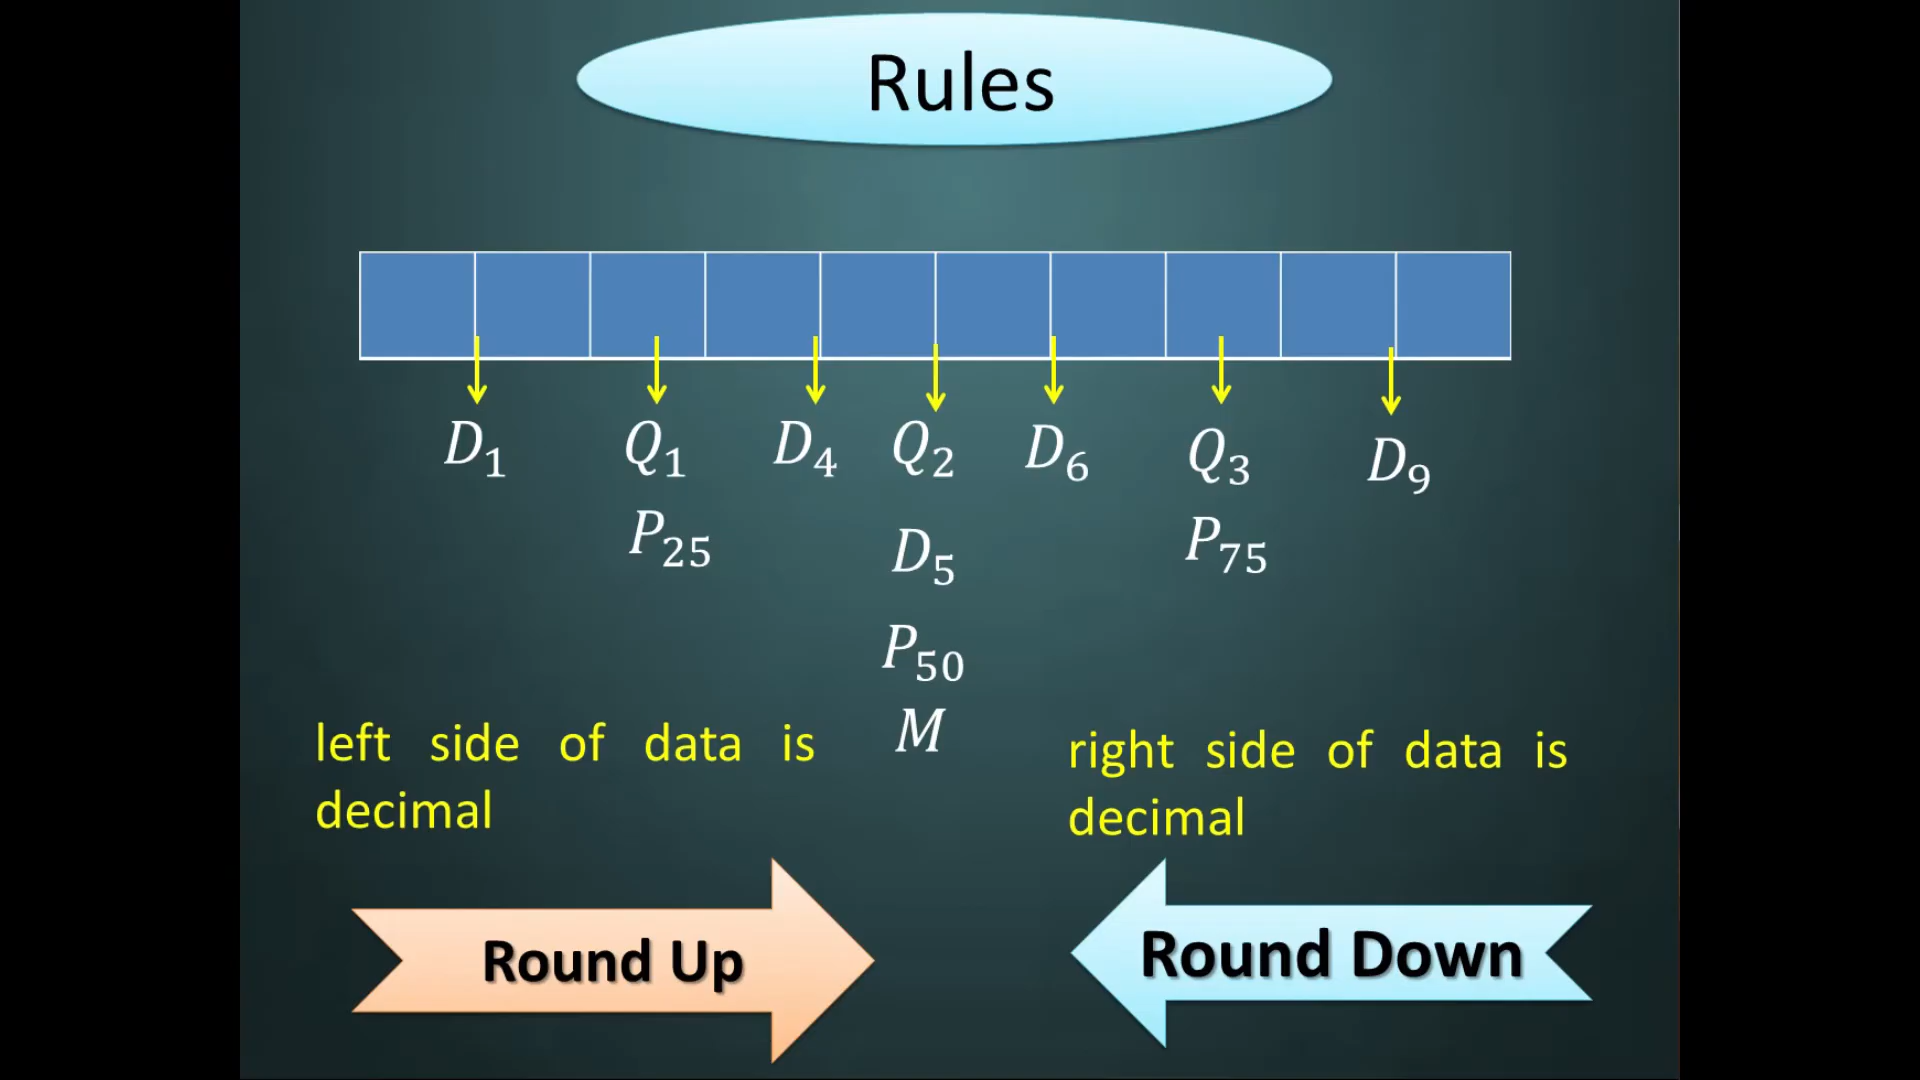 Rules
D₁ Q₁ D₄ Q₂ D₆ Q₃ D₉
P₂₅ D₅ P₇₅
P₅₀
M
left side of data is
decimal
right side of data is
decimal
Round Up
Round Down